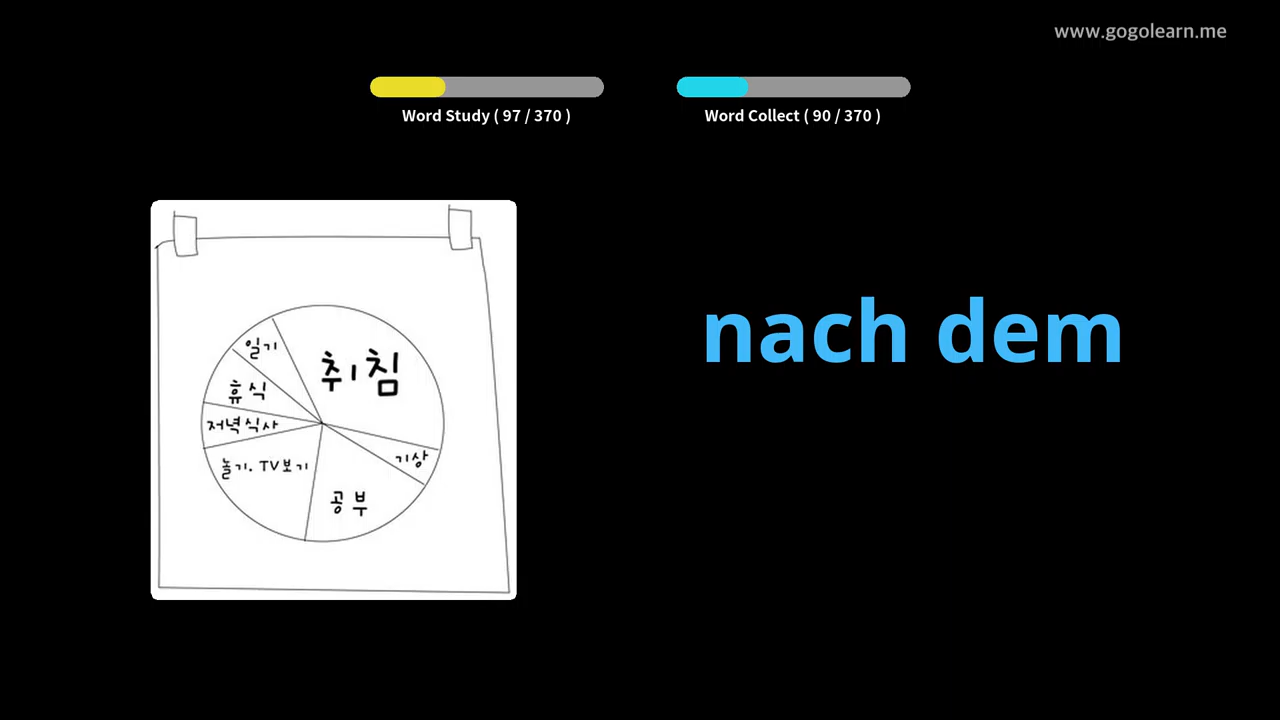 www.gogolearn.me
Word Study ( 97 / 370 )
Word Collect ( 90 / 370 )
일기
취침
휴식
저녁식사
놀기. TV보기
기상
공부
nach dem